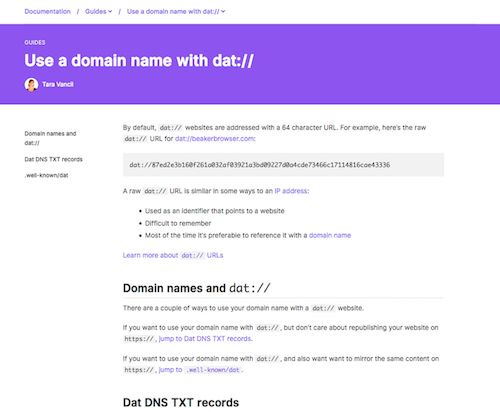 Documentation / Guides / Use a domain name with dat://
GUIDES
Use a domain name with dat://
Tara Vancil
Domain names and
dat://
Dat DNS TXT records
.well-known/dat
By default, dat:// websites are addressed with a 64 character URL. For example, here's the raw
dat:// URL for dat://beakerbrowser.com:
dat://87ed2e3b160f261a032af03921a3bd09227d0a4cde73466c17114816cae43336
A raw dat:// URL is similar in some ways to an IP address:
• Used as an identifier that points to a website
• Difficult to remember
• Most of the time it's preferable to reference it with a domain name
Learn more about dat:// URLs
Domain names and dat://
There are a couple of ways to use your domain name with a dat:// website.
If you want to use your domain name with dat://, but don't care about republishing your website on
https://, jump to Dat DNS TXT records.
If you want to use your domain name with dat://, and also want want to mirror the same content on
https://, jump to .well-known/dat.
Dat DNS TXT records